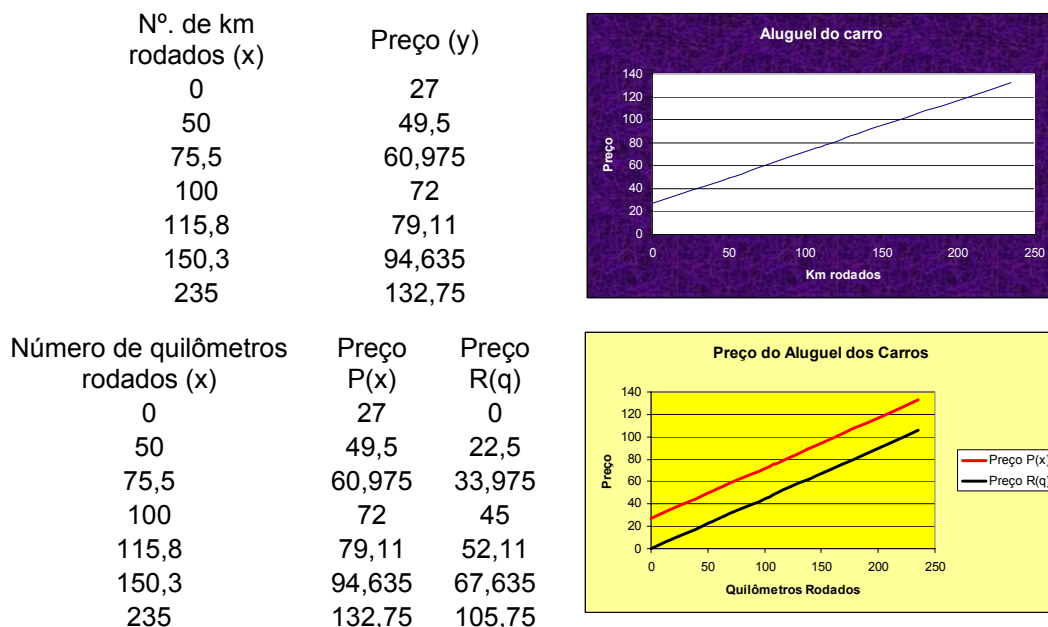 Nº. de km
rodados (x)
Preço (y)
0 27
50 49,5
75,5 60,975
100 72
115,8 79,11
150,3 94,635
235 132,75
Aluguel do carro
140
120
100
80
60
40
20
0
Preço
0 50 100 150 200 250
Km rodados
Número de quilômetros
rodados (x)
Preço
P(x)
Preço
R(q)
0 27 0
50 49,5 22,5
75,5 60,975 33,975
100 72 45
115,8 79,11 52,11
150,3 94,635 67,635
235 132,75 105,75
Preço do Aluguel dos Carros
140
120
100
80
60
40
20
0
Preço
0 50 100 150 200 250
Quilômetros Rodados
Preço P(x)
Preço R(q)